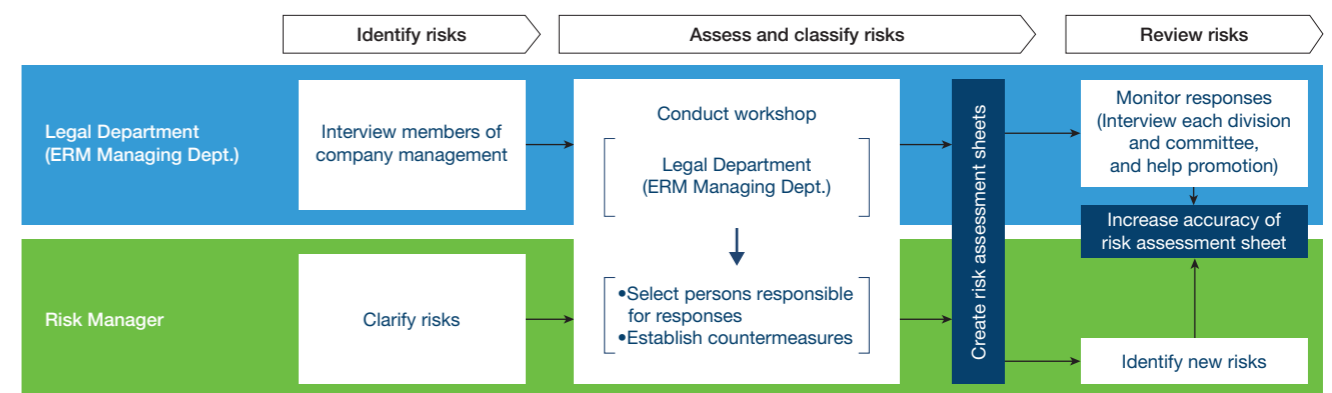 Identify risks
Assess and classify risks
Review risks
Legal Department
(ERM Managing Dept.)
Interview members of
company management
Conduct workshop
Legal Department
(ERM Managing Dept.)
Create risk assessment sheets
Monitor responses
(Interview each division
and committee,
and help promotion)
Increase accuracy of
risk assessment sheet
Risk Manager
Clarify risks
•Select persons responsible
for responses
•Establish countermeasures
Identify new risks